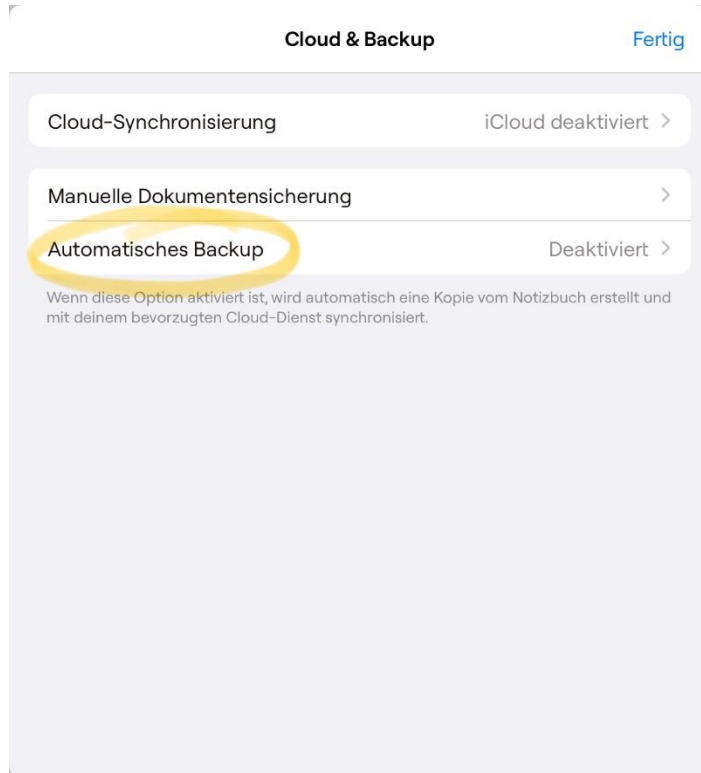 Cloud & Backup
Fertig
Cloud-Synchronisierung
iCloud deaktiviert
Manuelle Dokumentensicherung
Automatisches Backup
Deaktiviert
Wenn diese Option aktiviert ist, wird automatisch eine Kopie vom Notizbuch erstellt und
mit deinem bevorzugten Cloud-Dienst synchronisiert.